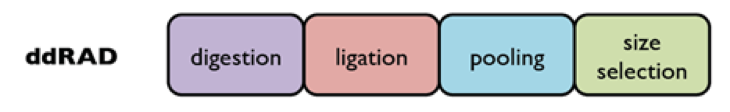 ddRAD
digestion
ligation
pooling
size
selection